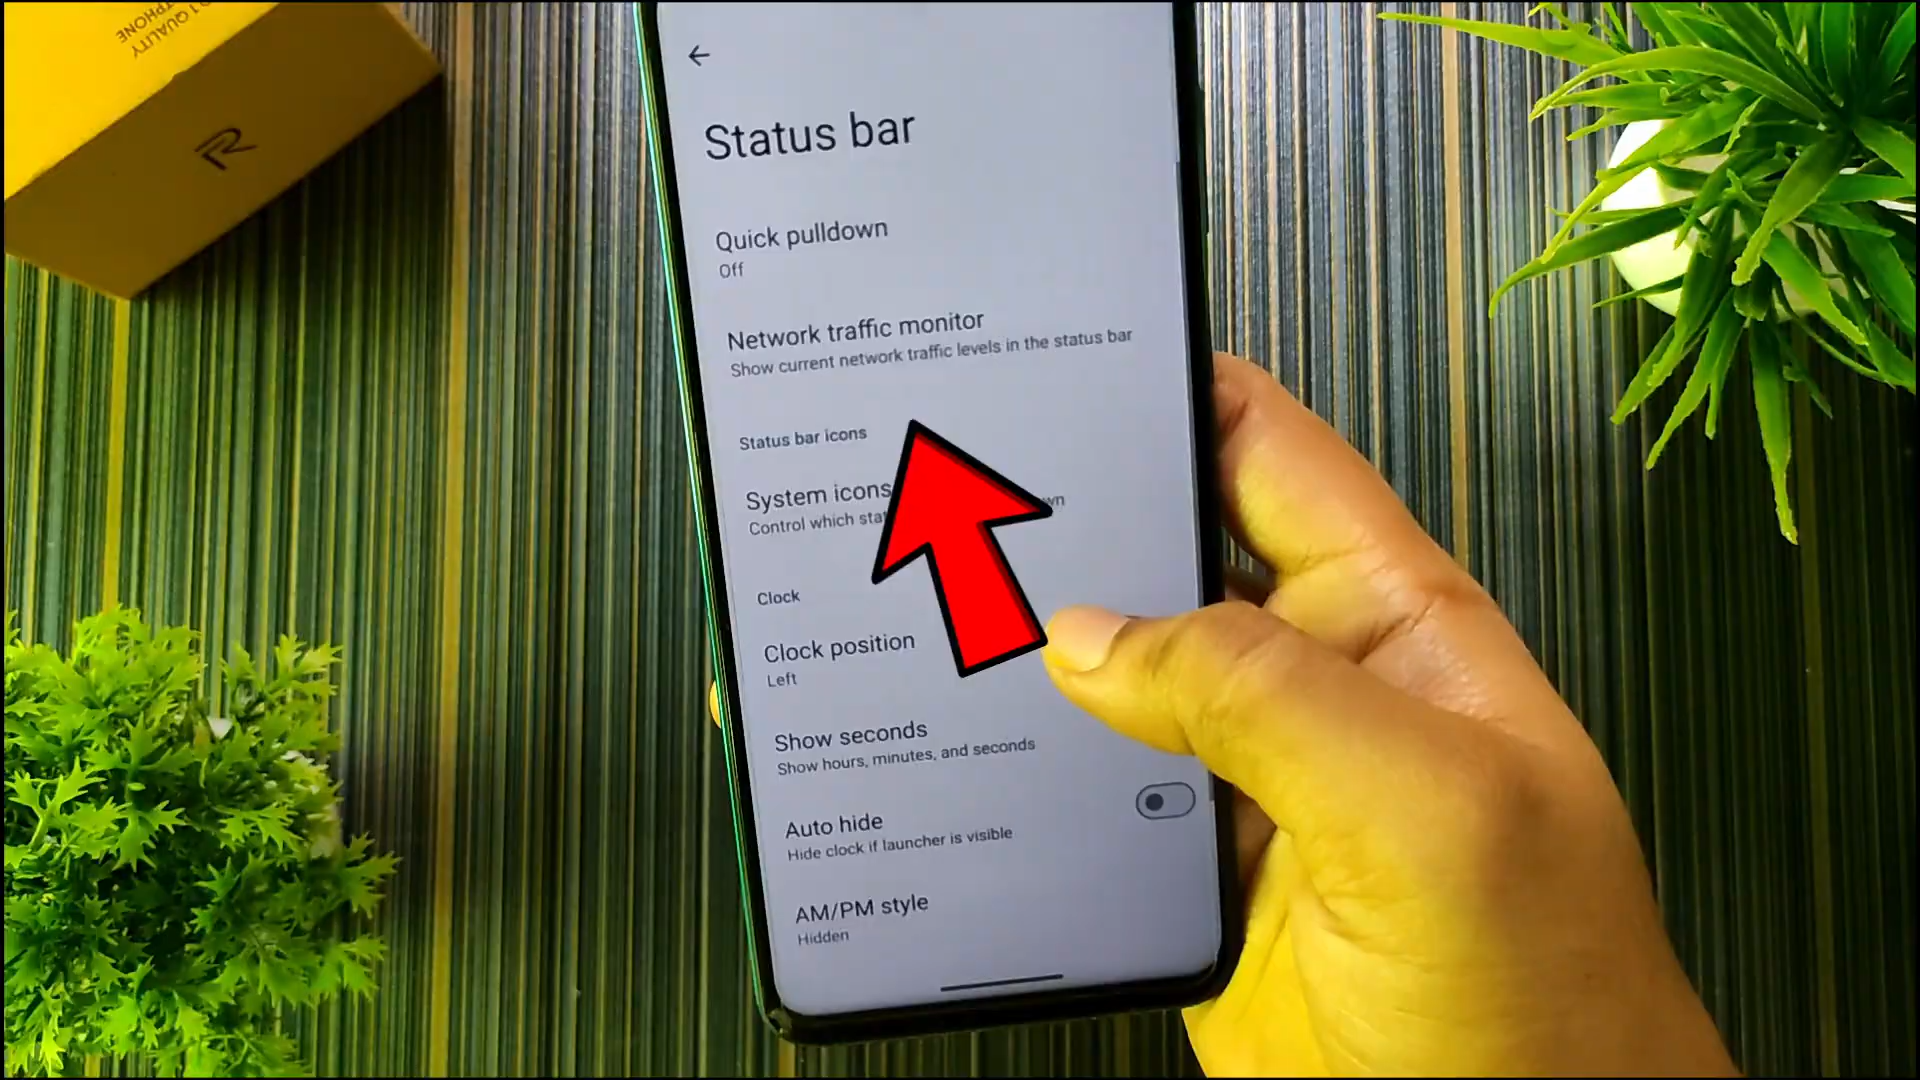 QUALITY
Status bar
Quick pulldown
Off
Network traffic monitor
Show current network traffic levels in the status bar
Status bar icons
System icons
Control which
Clock
Clock position
Left
Show seconds
Show hours, minutes, and seconds
Auto hide
Hide clock if launcher is visible
AM/PM style
Hidden